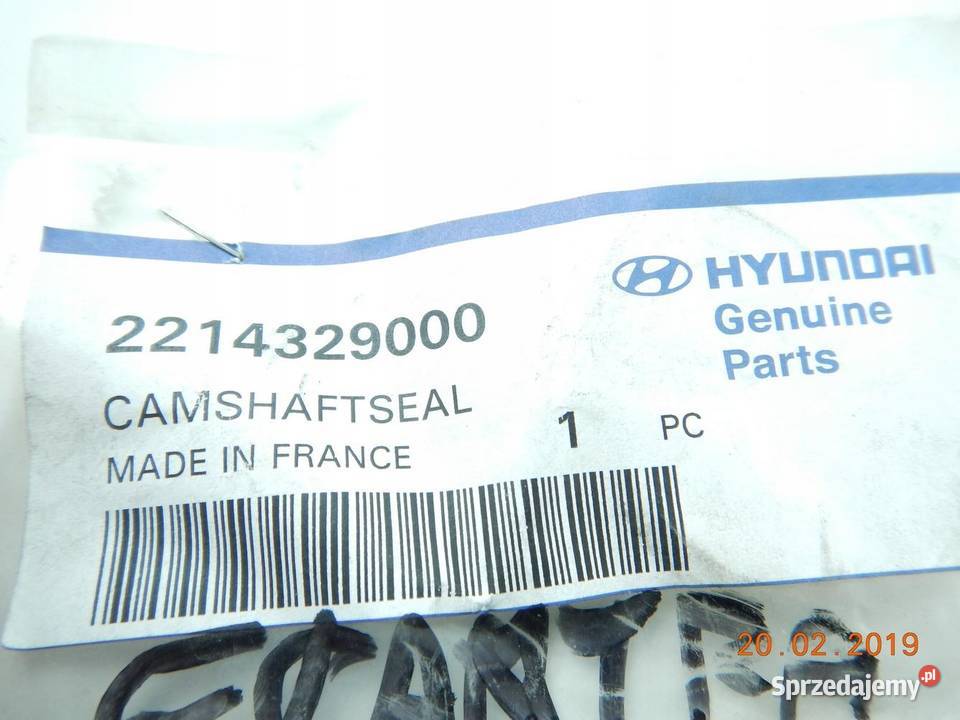 HYUNDAI
Genuine
Parts
2214329000
CAMSHAFTSEAL
1 PC
MADE IN FRANCE
20.02.2019
Sprzedajemy.pl